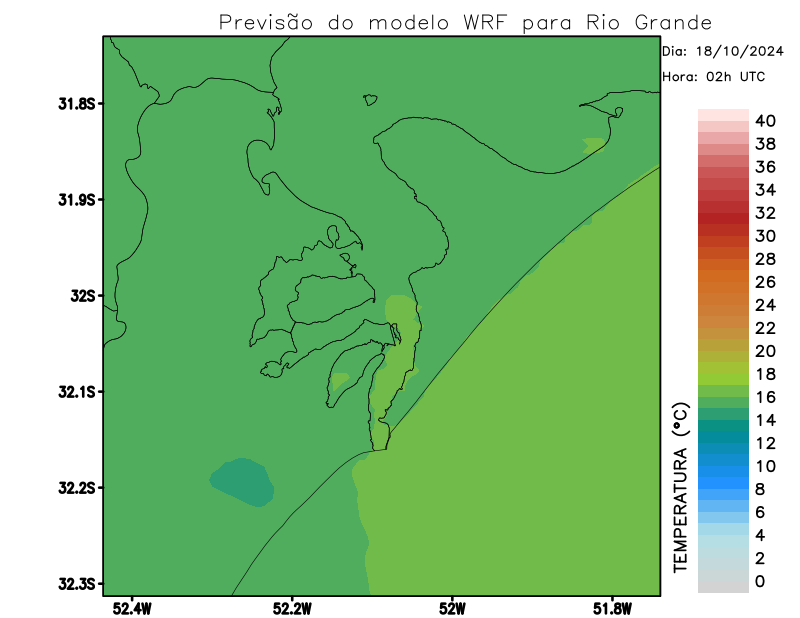 Previsão do modelo WRF para Rio Grande
Dia: 18/10/2024
Hora: 02h UTC
31.8S
31.9S
32S
32.1S
32.2S
32.3S
52.4W
52.2W
52W
51.8W
TEMPERATURA (°C)
40
38
36
34
32
30
28
26
24
22
20
18
16
14
12
10
8
6
4
2
0